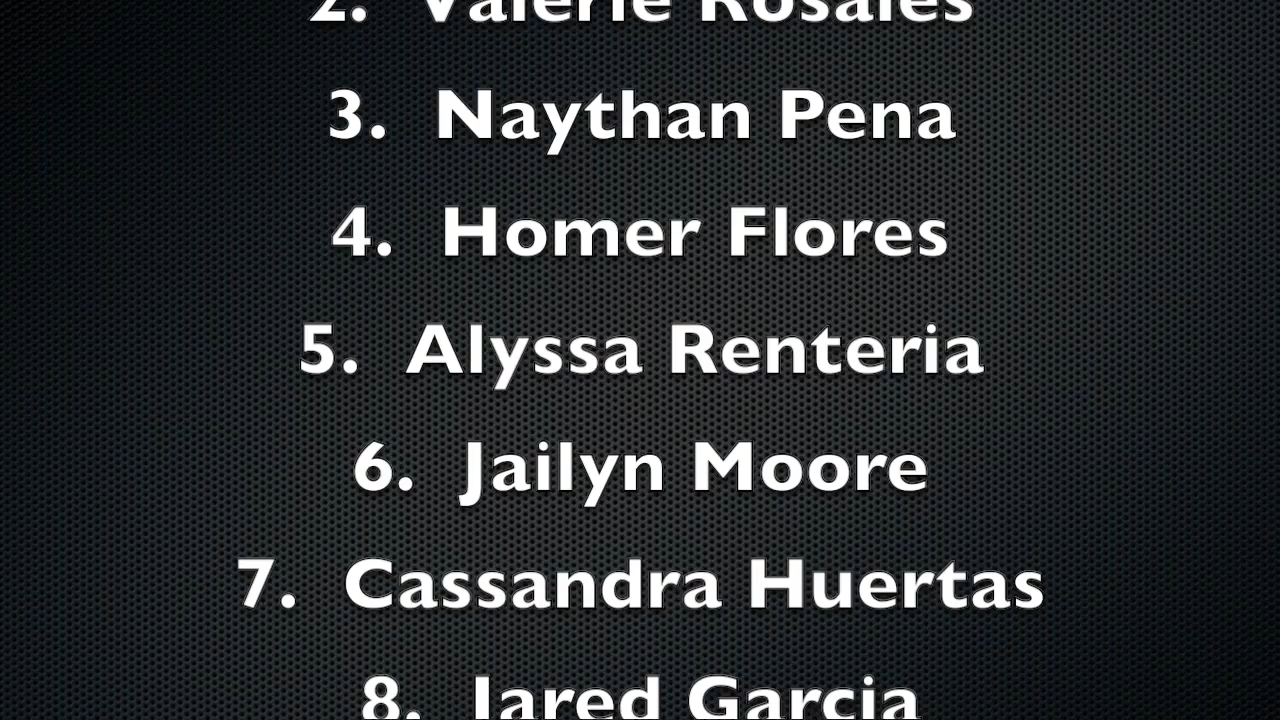 2. Valerie Rosales
3. Naythan Pena
4. Homer Flores
5. Alyssa Renteria
6. Jailyn Moore
7. Cassandra Huertas
8. Jared Garcia